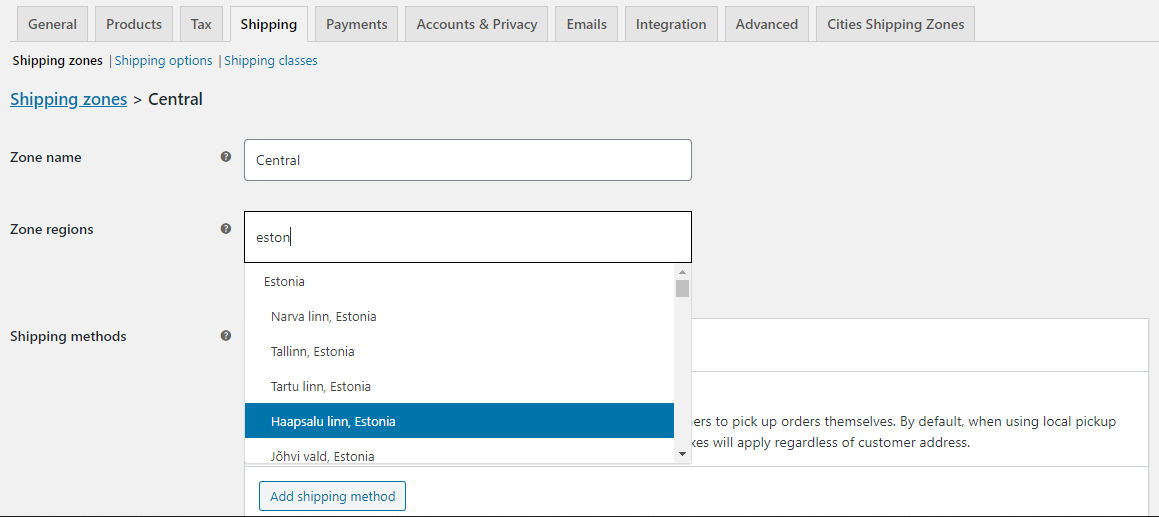 General Products Tax Shipping Payments Accounts & Privacy Emails Integration Advanced Cities Shipping Zones
Shipping zones | Shipping options | Shipping classes
Shipping zones > Central
Zone name
Central
Zone regions
eston
Estonia
Narva linn, Estonia
Tallinn, Estonia
Tartu linn, Estonia
Haapsalu linn, Estonia
Jõhvi vald, Estonia
Shipping methods
ers to pick up orders themselves. By default, when using local pickup
xes will apply regardless of customer address.
Add shipping method